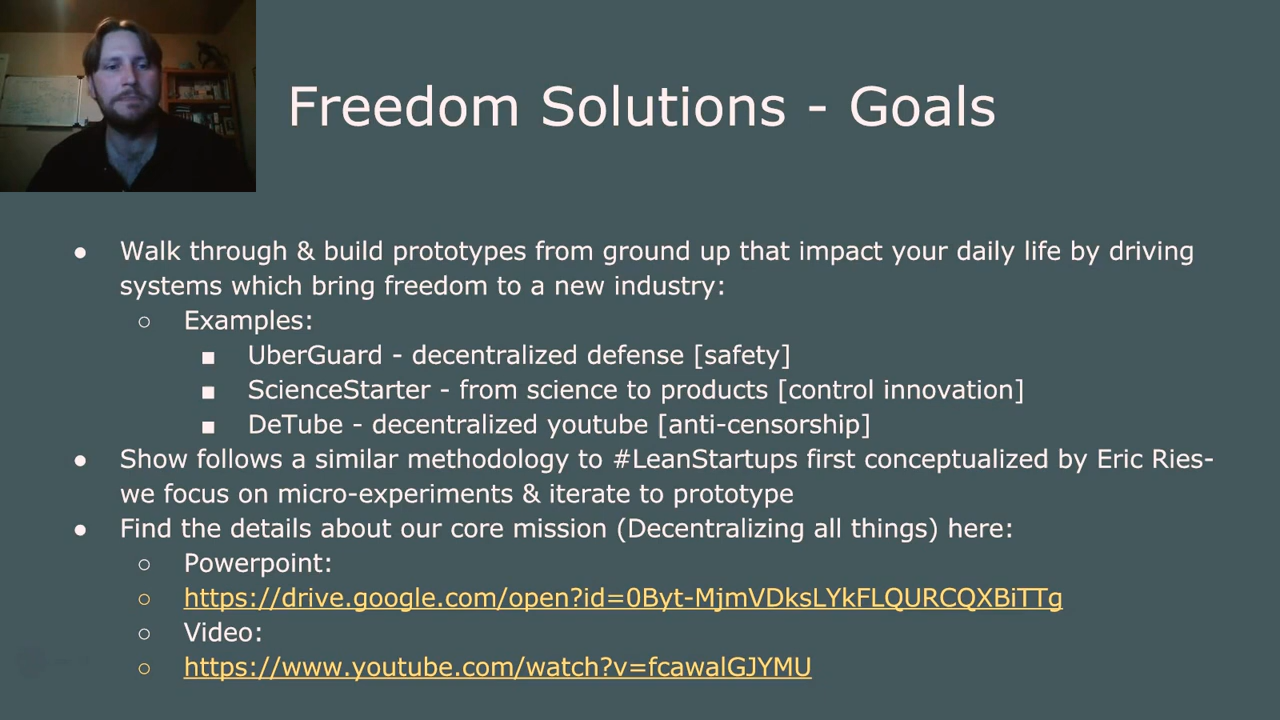 Freedom Solutions - Goals
● Walk through & build prototypes from ground up that impact your daily life by driving
systems which bring freedom to a new industry:
○ Examples:
■ UberGuard - decentralized defense [safety]
■ ScienceStarter - from science to products [control innovation]
■ DeTube - decentralized youtube [anti-censorship]
● Show follows a similar methodology to #LeanStartups first conceptualized by Eric Ries-
we focus on micro-experiments & iterate to prototype
● Find the details about our core mission (Decentralizing all things) here:
○ Powerpoint:
○ https://drive.google.com/open?id=0Byt-MjmVDksLYkFLQURCQXBiTTg
○ Video:
○ https://www.youtube.com/watch?v=fcawalGJYMU